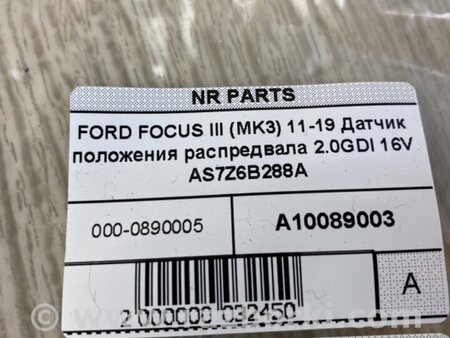 NR PARTS
FORD FOCUS III (MK3) 11-19 Датчик
положения распредвала 2.0GDI 16V
AS7Z6B288A
000-0890005
A10089003
A
2 000000 032450